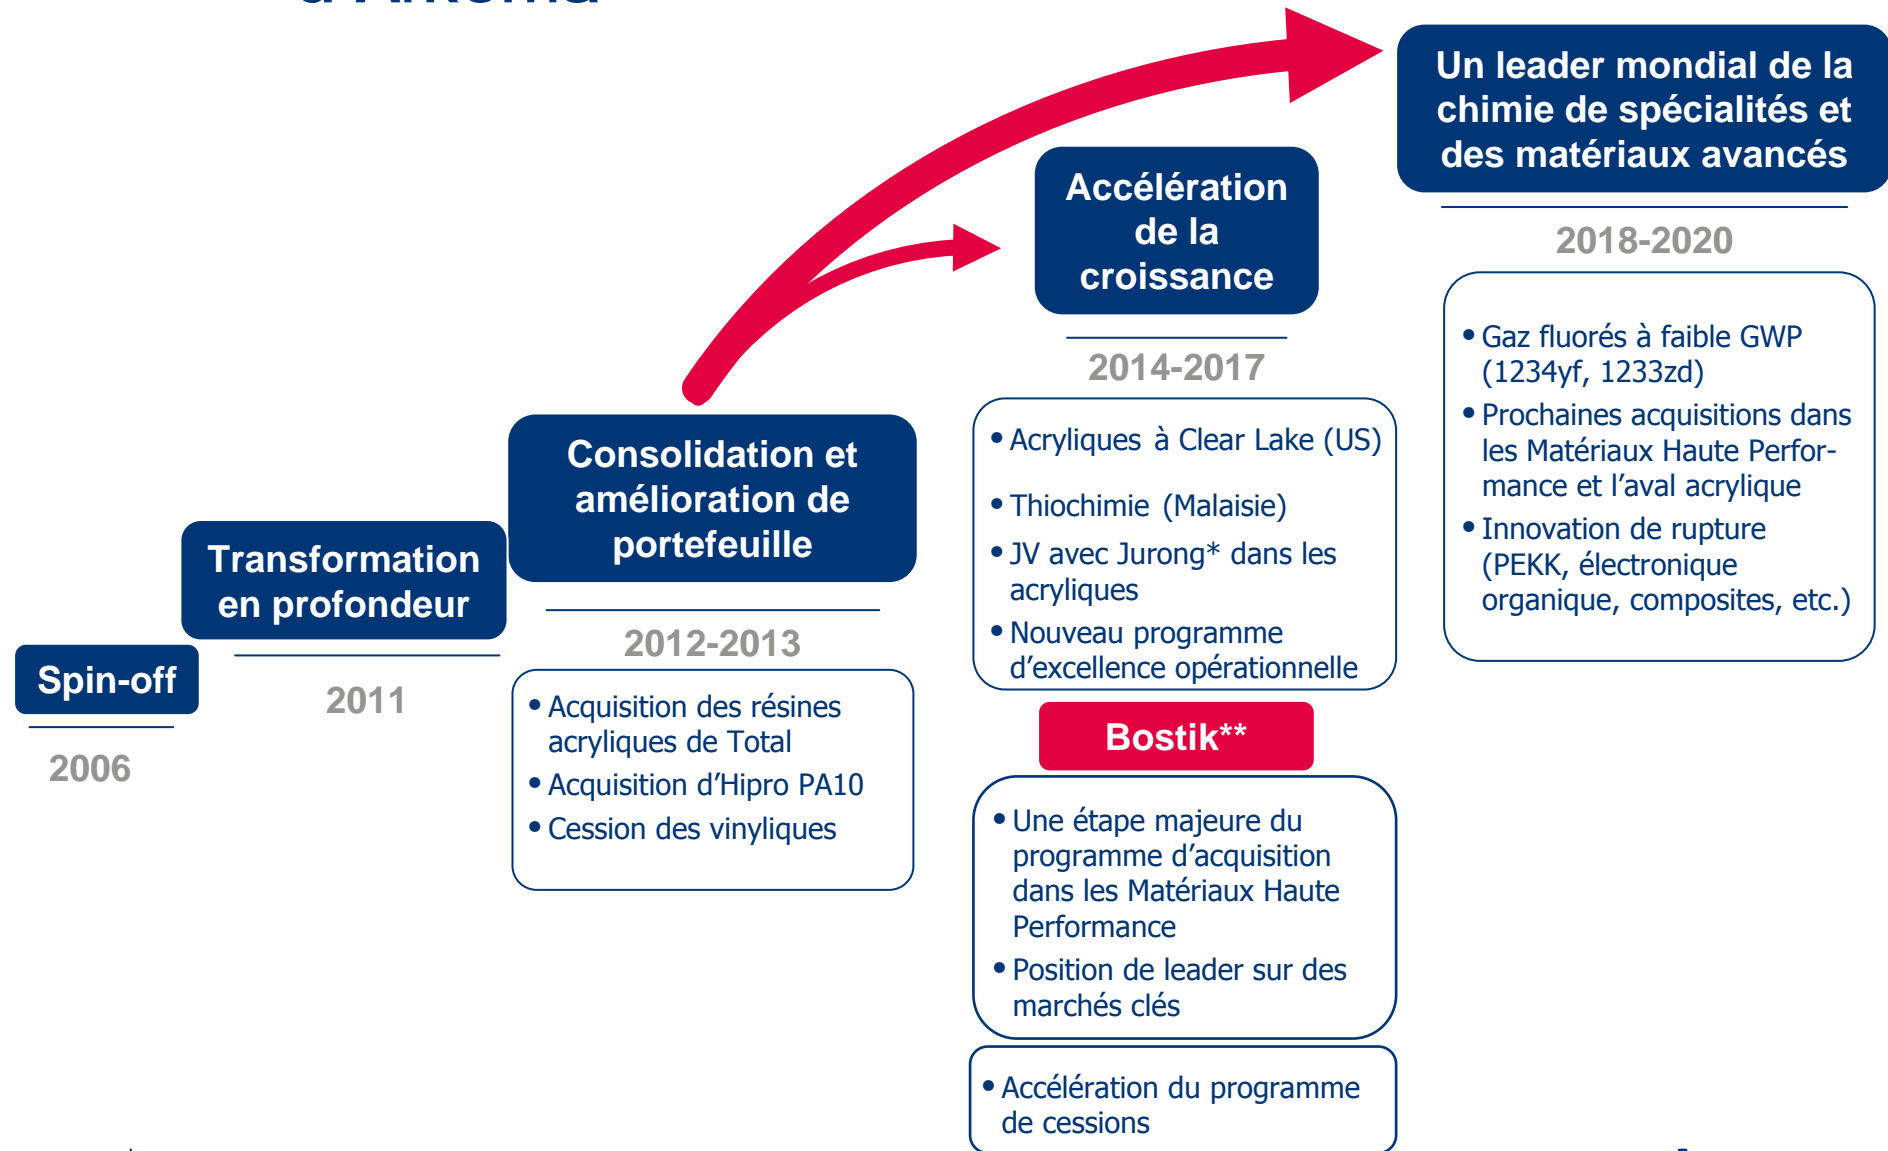 d'Arkema
Spin-off
2006
Transformation
en profondeur
2011
Consolidation et
amélioration de
portefeuille
2012-2013
• Acquisition des résines
acryliques de Total
• Acquisition d’Hipro PA10
• Cession des vinyliques
Accélération
de la
croissance
2014-2017
• Acryliques à Clear Lake (US)
• Thiochimie (Malaisie)
• JV avec Jurong* dans les
acryliques
• Nouveau programme
d’excellence opérationnelle
Bostik**
• Une étape majeure du
programme d’acquisition
dans les Matériaux Haute
Performance
• Position de leader sur des
marchés clés
• Accélération du programme
de cessions
Un leader mondial de la
chimie de spécialités et
des matériaux avancés
2018-2020
• Gaz fluorés à faible GWP
(1234yf, 1233zd)
• Prochaines acquisitions dans
les Matériaux Haute Perfor-
mance et l’aval acrylique
• Innovation de rupture
(PEKK, électronique
organique, composites, etc.)